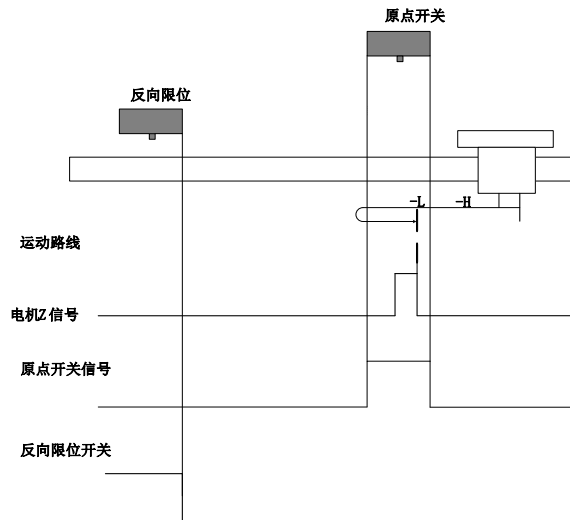 原点开关
反向限位
-L -H
运动路线
电机Z信号
原点开关信号
反向限位开关